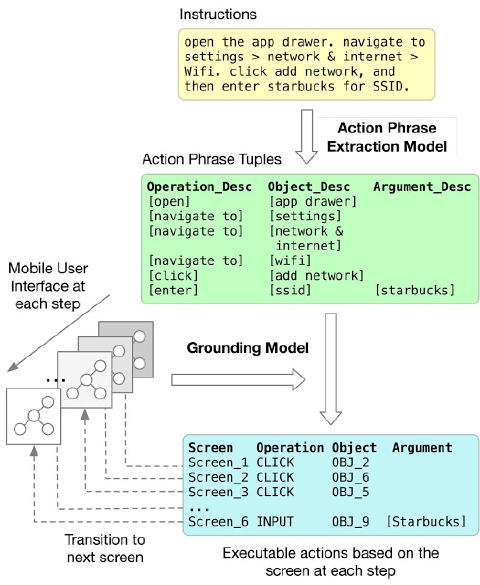 Instructions
open the app drawer. navigate to
settings > network & internet >
Wifi. click add network, and
then enter starbucks for SSID.
Action Phrase
Extraction Model
Action Phrase Tuples
Operation_Desc Object_Desc Argument_Desc
[open] [app drawer]
[navigate to] [settings]
[navigate to] [network &
internet]
[navigate to] [wifi]
[click] [add network]
[enter] [ssid] [starbucks]
Mobile User
Interface at
each step
Grounding Model
...
Screen Operation Object Argument
Screen_1 CLICK OBJ_2
Screen_2 CLICK OBJ_6
Screen_3 CLICK OBJ_5
...
Screen_6 INPUT OBJ_9 [Starbucks]
Transition to
next screen
Executable actions based on the
screen at each step